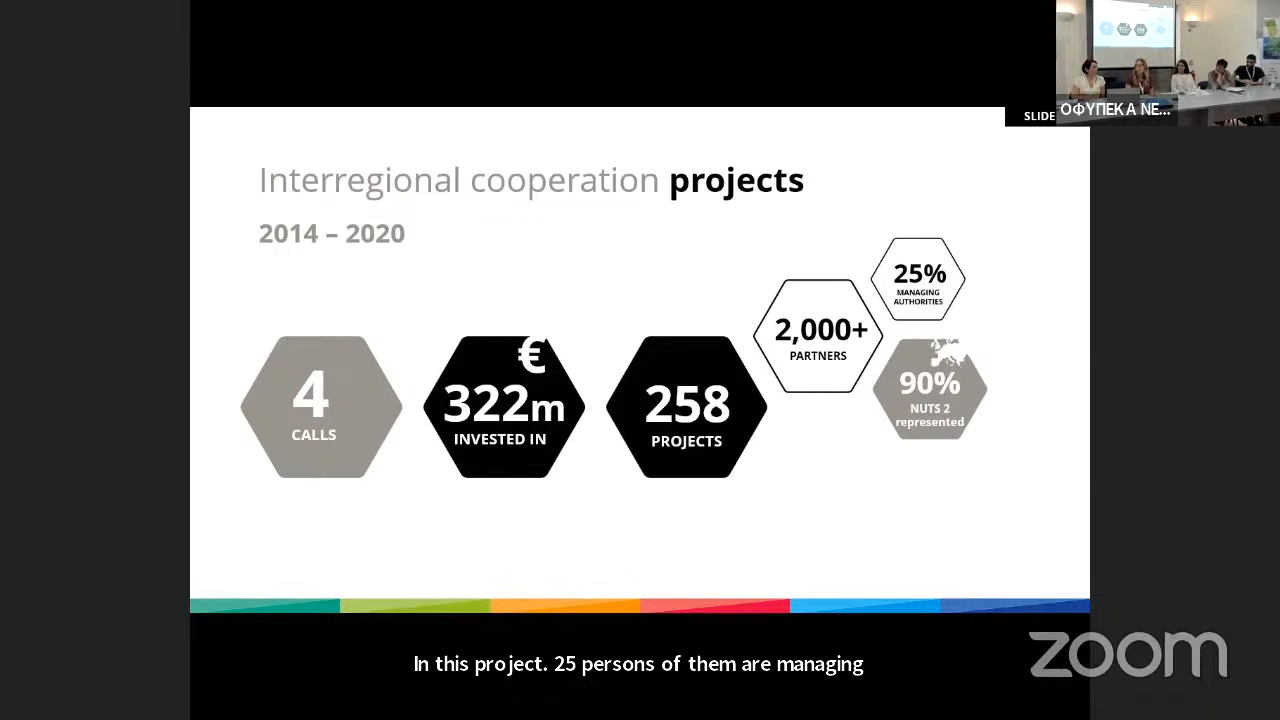 SLIDE
ΟΦΥΠΕΚΑ ΝΕ...
Interregional cooperation projects
2014 – 2020
25%
MANAGING
AUTHORITIES
2,000+
PARTNERS
4
CALLS
€
322m
INVESTED IN
258
PROJECTS
90%
NUTS 2
represented
In this project. 25 persons of them are managing
zoom